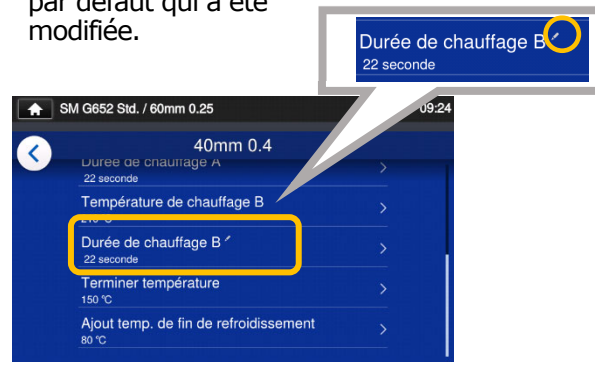 par défaut qui a été
modifiée.
Durée de chauffage B
22 seconde
SM G652 Std. / 60mm 0.25
09:24
40mm 0.4
Durée de chauffage A
22 seconde
Température de chauffage B
210 °C
Durée de chauffage B
22 seconde
Terminer température
150 °C
Ajout temp. de fin de refroidissement
80 °C